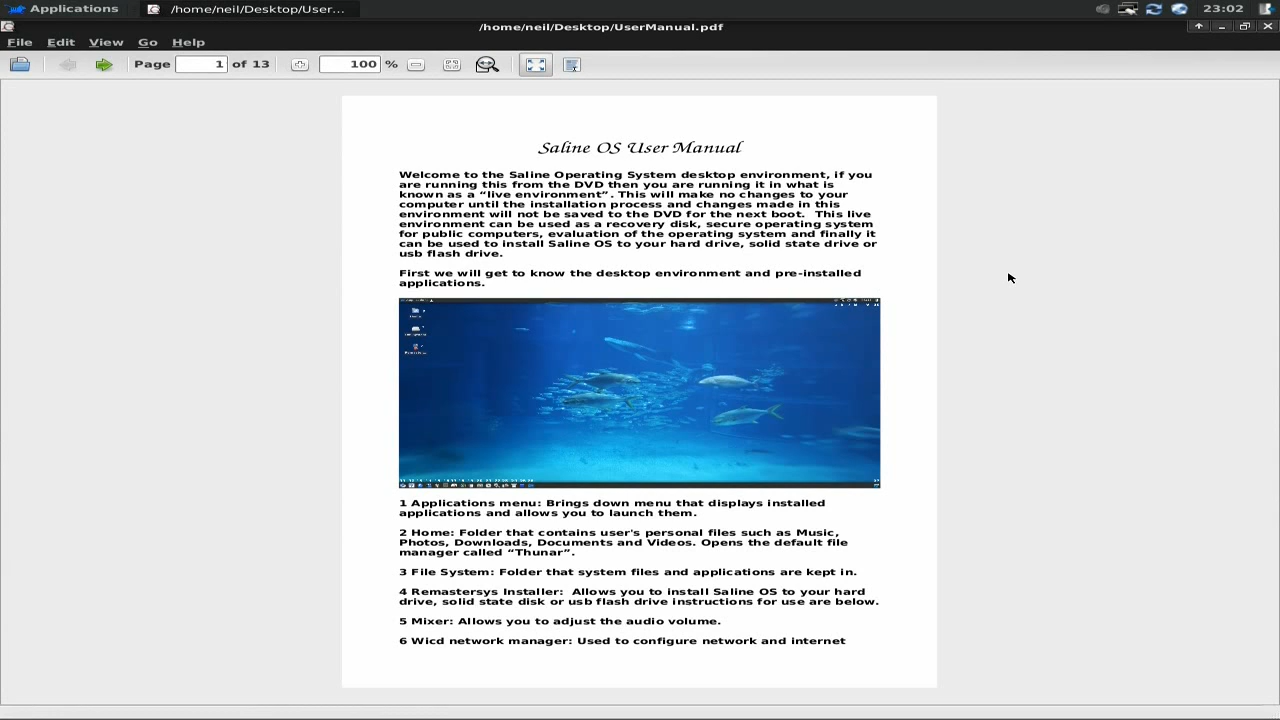 Applications
/home/neil/Desktop/User...
23:02
/home/neil/Desktop/UserManual.pdf
File Edit View Go Help
Page 1 of 13 100 %
Saline OS User Manual
Welcome to the Saline Operating System desktop environment, if you
are running this from the DVD then you are running it in what is
known as a “live environment”. This will make no changes to your
computer until the installation process and changes made in this
environment will not be saved to the DVD for the next boot.  This live
environment can be used as a recovery disk, secure operating system
for public computers, evaluation of the operating system and finally it
can be used to install Saline OS to your hard drive, solid state drive or
usb flash drive.
First we will get to know the desktop environment and pre-installed
applications.
1 Applications menu: Brings down menu that displays installed
applications and allows you to launch them.
2 Home: Folder that contains user's personal files such as Music,
Photos, Downloads, Documents and Videos. Opens the default file
manager called “Thunar”.
3 File System: Folder that system files and applications are kept in.
4 Remastersys Installer:  Allows you to install Saline OS to your hard
drive, solid state disk or usb flash drive instructions for use are below.
5 Mixer: Allows you to adjust the audio volume.
6 Wicd network manager: Used to configure network and internet